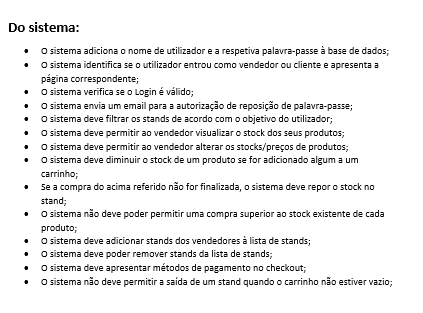 Do sistema:
• O sistema adiciona o nome de utilizador e a respetiva palavra-passe à base de dados;
• O sistema identifica se o utilizador entrou como vendedor ou cliente e apresenta a
página correspondente;
• O sistema verifica se o Login é válido;
• O sistema envia um email para a autorização de reposição de palavra-passe;
• O sistema deve filtrar os stands de acordo com o objetivo do utilizador;
• O sistema deve permitir ao vendedor visualizar o stock dos seus produtos;
• O sistema deve permitir ao vendedor alterar os stocks/preços de produtos;
• O sistema deve diminuir o stock de um produto se for adicionado algum a um
carrinho;
• Se a compra do acima referido não for finalizada, o sistema deve repor o stock no
stand;
• O sistema não deve poder permitir uma compra superior ao stock existente de cada
produto;
• O sistema deve adicionar stands dos vendedores à lista de stands;
• O sistema deve poder remover stands da lista de stands;
• O sistema deve apresentar métodos de pagamento no checkout;
• O sistema não deve permitir a saída de um stand quando o carrinho não estiver vazio;